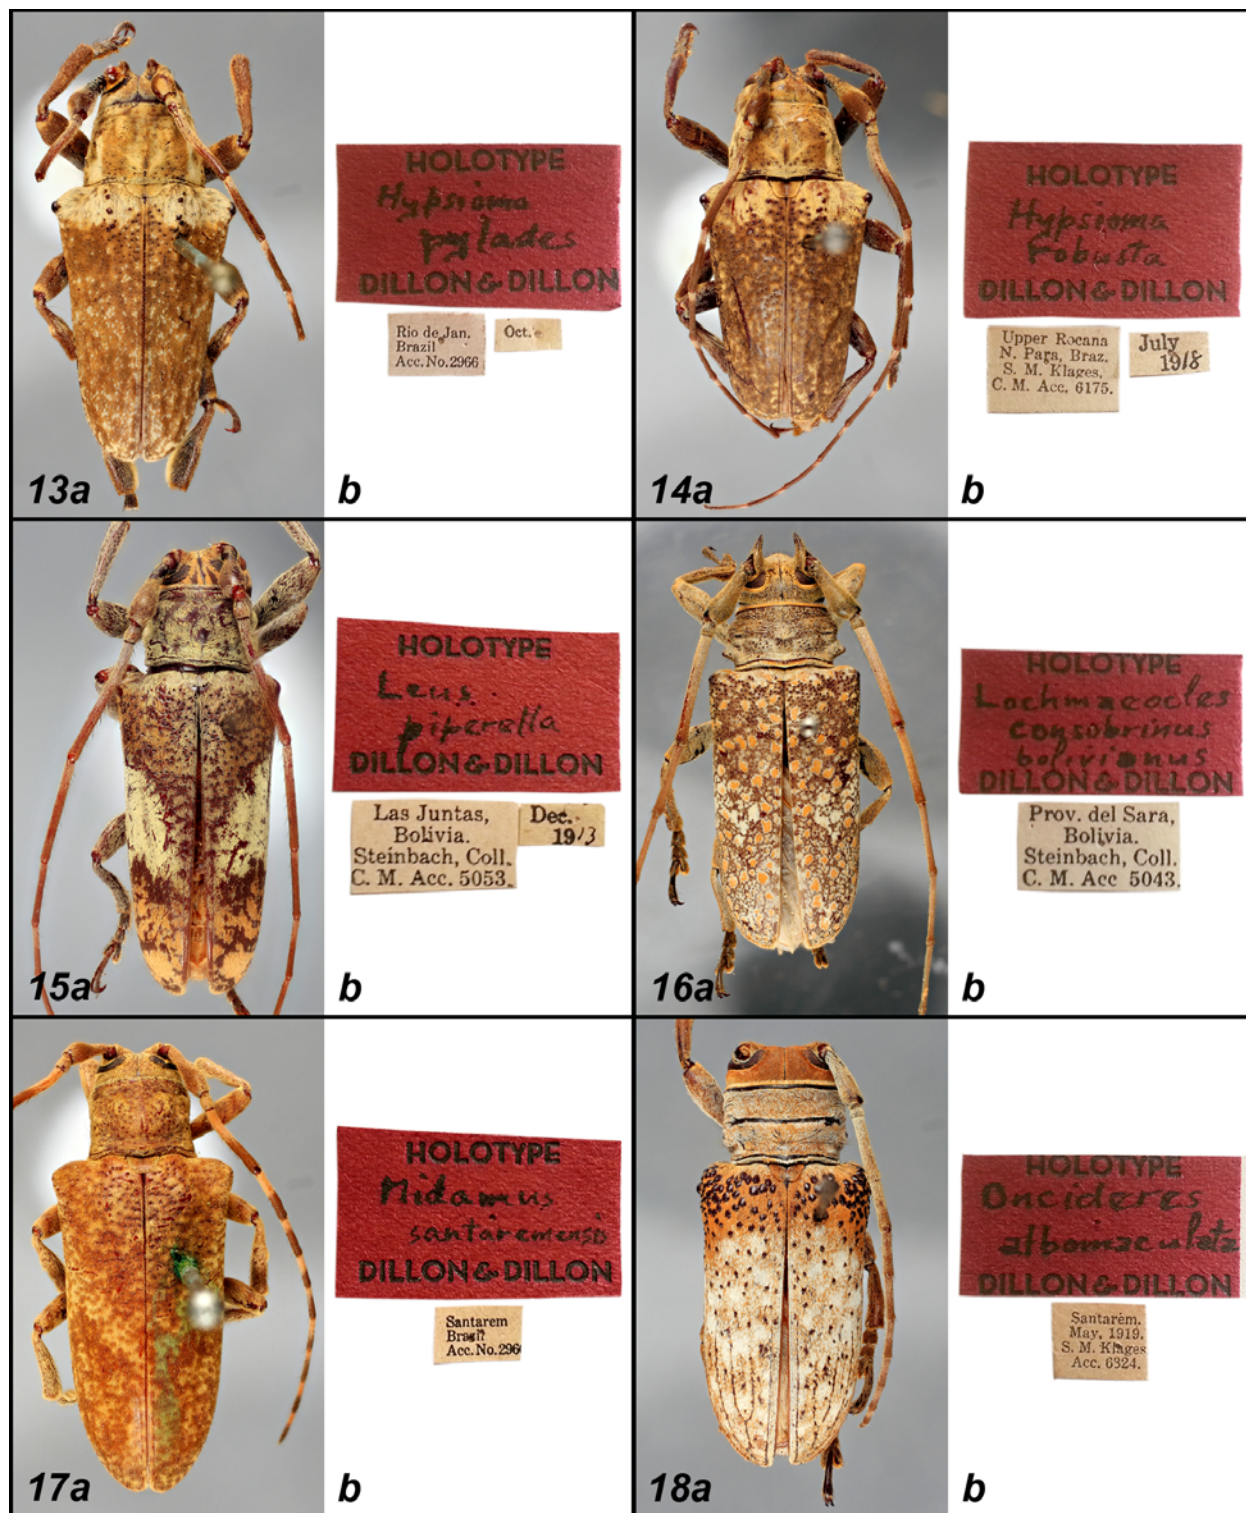 HOLOTYPE
Hypsioma
pylades
DILLON & DILLON
Rio de Jan.
Brazil
Acc. No. 2966
Oct.
13a
b
HOLOTYPE
Hypsioma
robusta
DILLON & DILLON
Upper Rocana
N. Para, Braz.
S. M. Klages.
C. M. Acc. 6175.
July
1918
14a
b
HOLOTYPE
Leus
piperella
DILLON & DILLON
Las Juntas,
Bolivia.
Steinbach, Coll.
C. M. Acc. 5053.
Dec.
1913
15a
b
HOLOTYPE
Lochmaeocles
consobrinus
bolivianus
DILLON & DILLON
Prov. del Sara,
Bolivia.
Steinbach, Coll.
C. M. Acc 5043.
16a
b
HOLOTYPE
Midamus
santaremensis
DILLON & DILLON
Santarem
Brazil
Acc. No. 296
17a
b
HOLOTYPE
Oncideres
albomaculata
DILLON & DILLON
Santarem.
May, 1919.
S. M. Klages
Acc. 6324.
18a
b